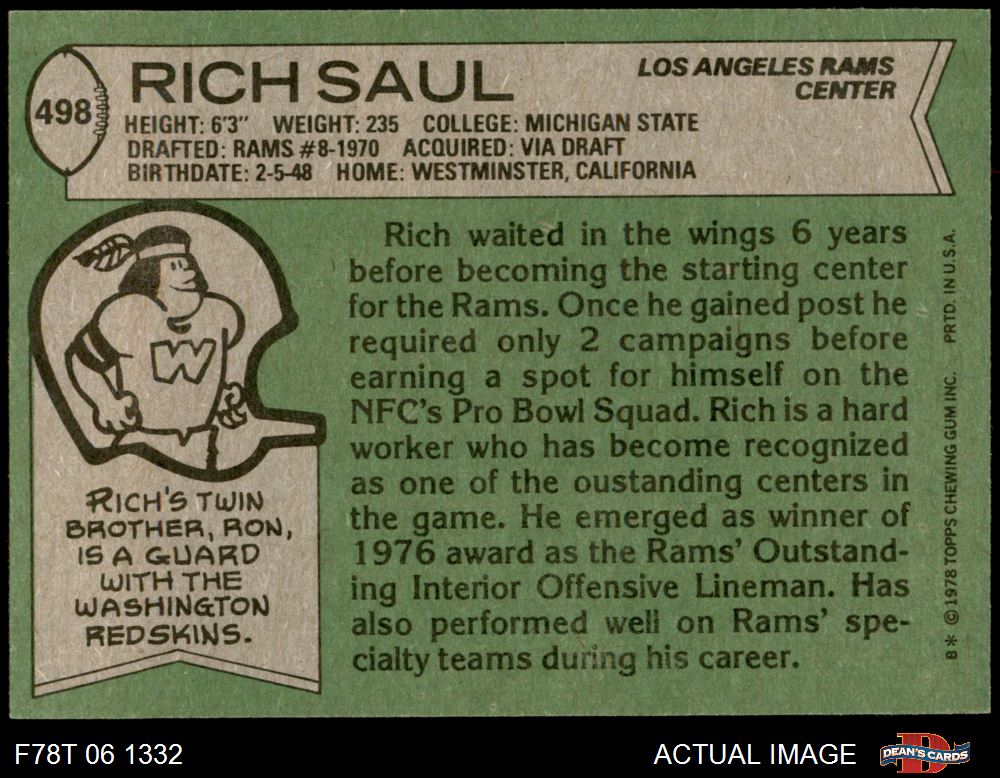 498
RICH SAUL
LOS ANGELES RAMS
CENTER
HEIGHT: 6'3" WEIGHT: 235 COLLEGE: MICHIGAN STATE
DRAFTED: RAMS #8-1970 ACQUIRED: VIA DRAFT
BIRTHDATE: 2-5-48 HOME: WESTMINSTER, CALIFORNIA
W
RICH'S TWIN
BROTHER, RON,
IS A GUARD
WITH THE
WASHINGTON
REDSKINS.
Rich waited in the wings 6 years
before becoming the starting center
for the Rams. Once he gained post he
required only 2 campaigns before
earning a spot for himself on the
NFC's Pro Bowl Squad. Rich is a hard
worker who has become recognized
as one of the oustanding centers in
the game. He emerged as winner of
1976 award as the Rams' Outstand-
ing Interior Offensive Lineman. Has
also performed well on Rams' spe-
cialty teams during his career.
B* © 1978 TOPPS CHEWING GUM INC. PRTD. IN U.S.A.
F78T 06 1332
ACTUAL IMAGE
D
DEAN'S CARDS